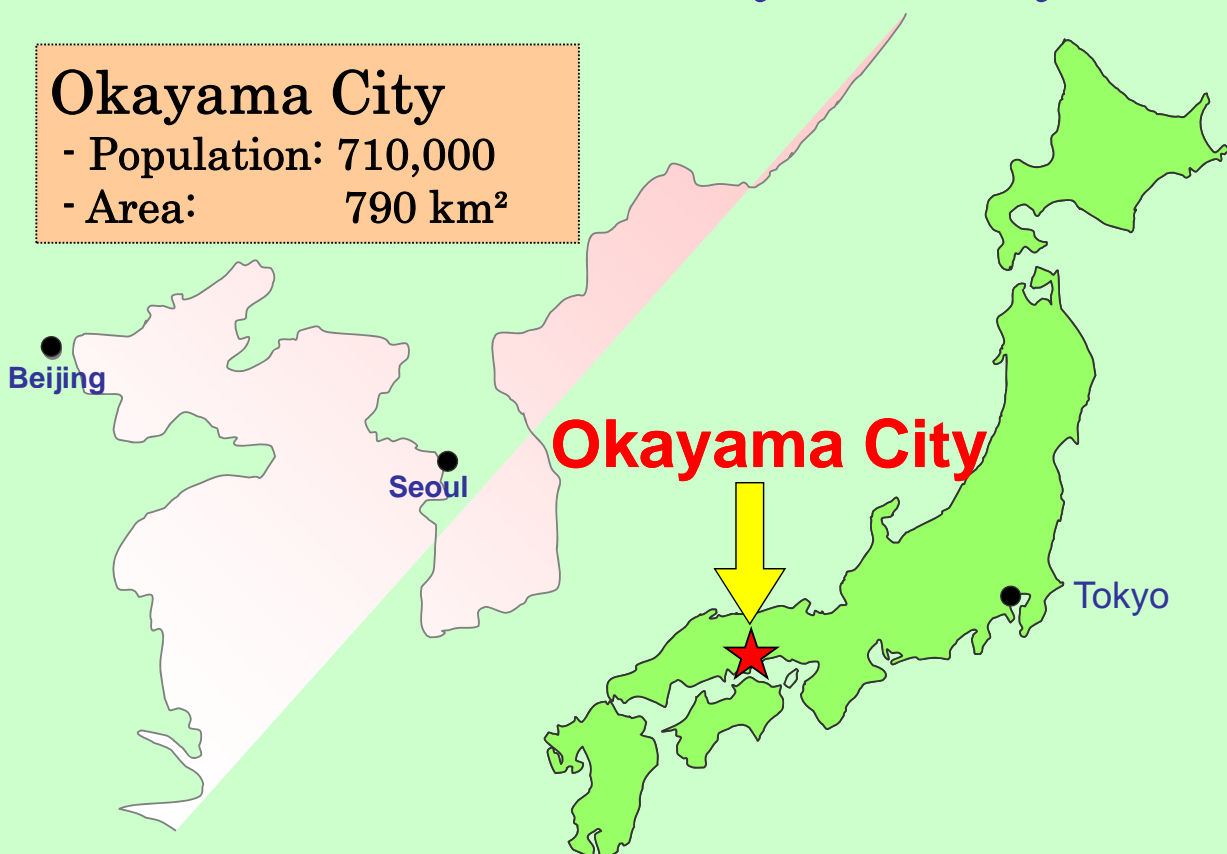 Okayama City
- Population: 710,000
- Area: 790 km²
Beijing
Seoul
Okayama City
Tokyo